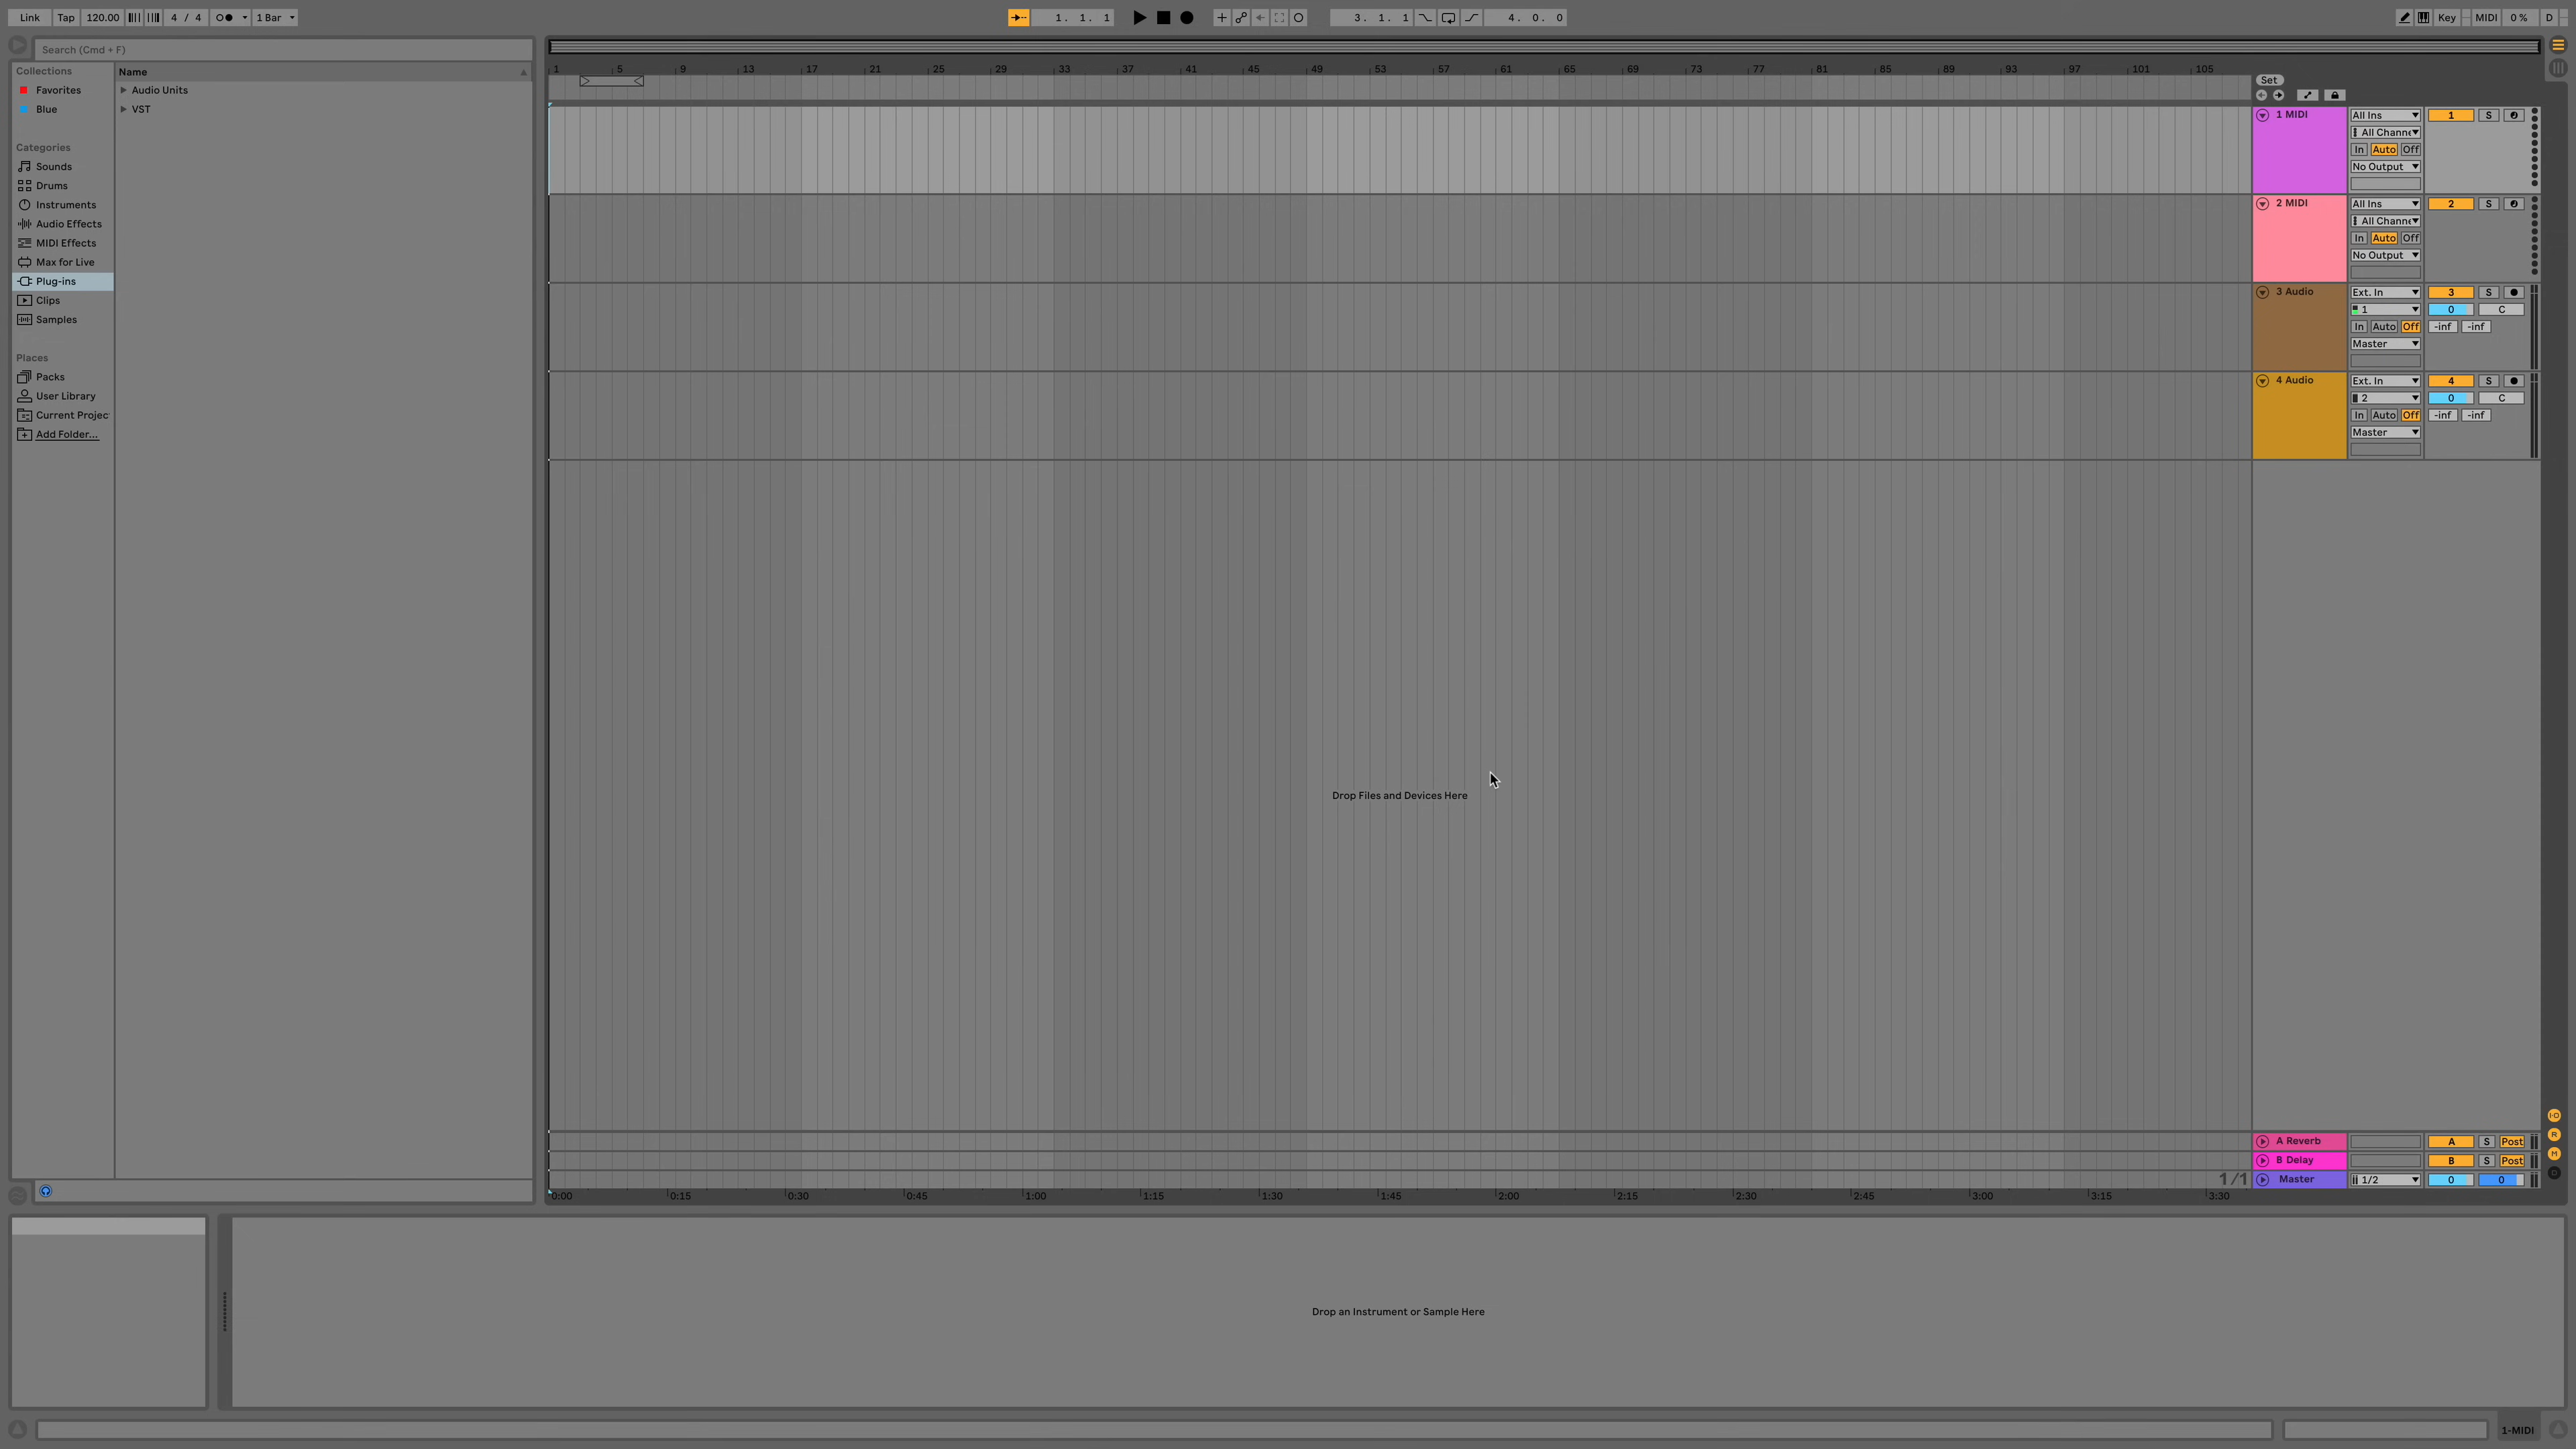 Link Tap 120.00 4 / 4 1 Bar 1. 1. 1 3. 1. 1 4. 0. 0 Key MIDI 0 % D
Search (Cmd + F)
Collections
Favorites
Blue
Categories
Sounds
Drums
Instruments
Audio Effects
MIDI Effects
Max for Live
Plug-ins
Clips
Samples
Places
Packs
User Library
Current Projec
Add Folder...
Name
Audio Units
VST
1 5 9 13 17 21 25 29 33 37 41 45 49 53 57 61 65 69 73 77 81 85 89 93 97 101 105
Set
1 MIDI All Ins 1 S
All Channe
In Auto Off
No Output
2 MIDI All Ins 2 S
All Channe
In Auto Off
No Output
3 Audio Ext. In 3 S
1 0 C
In Auto Off -inf -inf
Master
4 Audio Ext. In 4 S
2 0 C
In Auto Off -inf -inf
Master
Drop Files and Devices Here
A Reverb A S Post
B Delay B S Post
1/1 Master 1/2 0 0
0:00 0:15 0:30 0:45 1:00 1:15 1:30 1:45 2:00 2:15 2:30 2:45 3:00 3:15 3:30
I·O
R
M
D
Drop an Instrument or Sample Here
1-MIDI